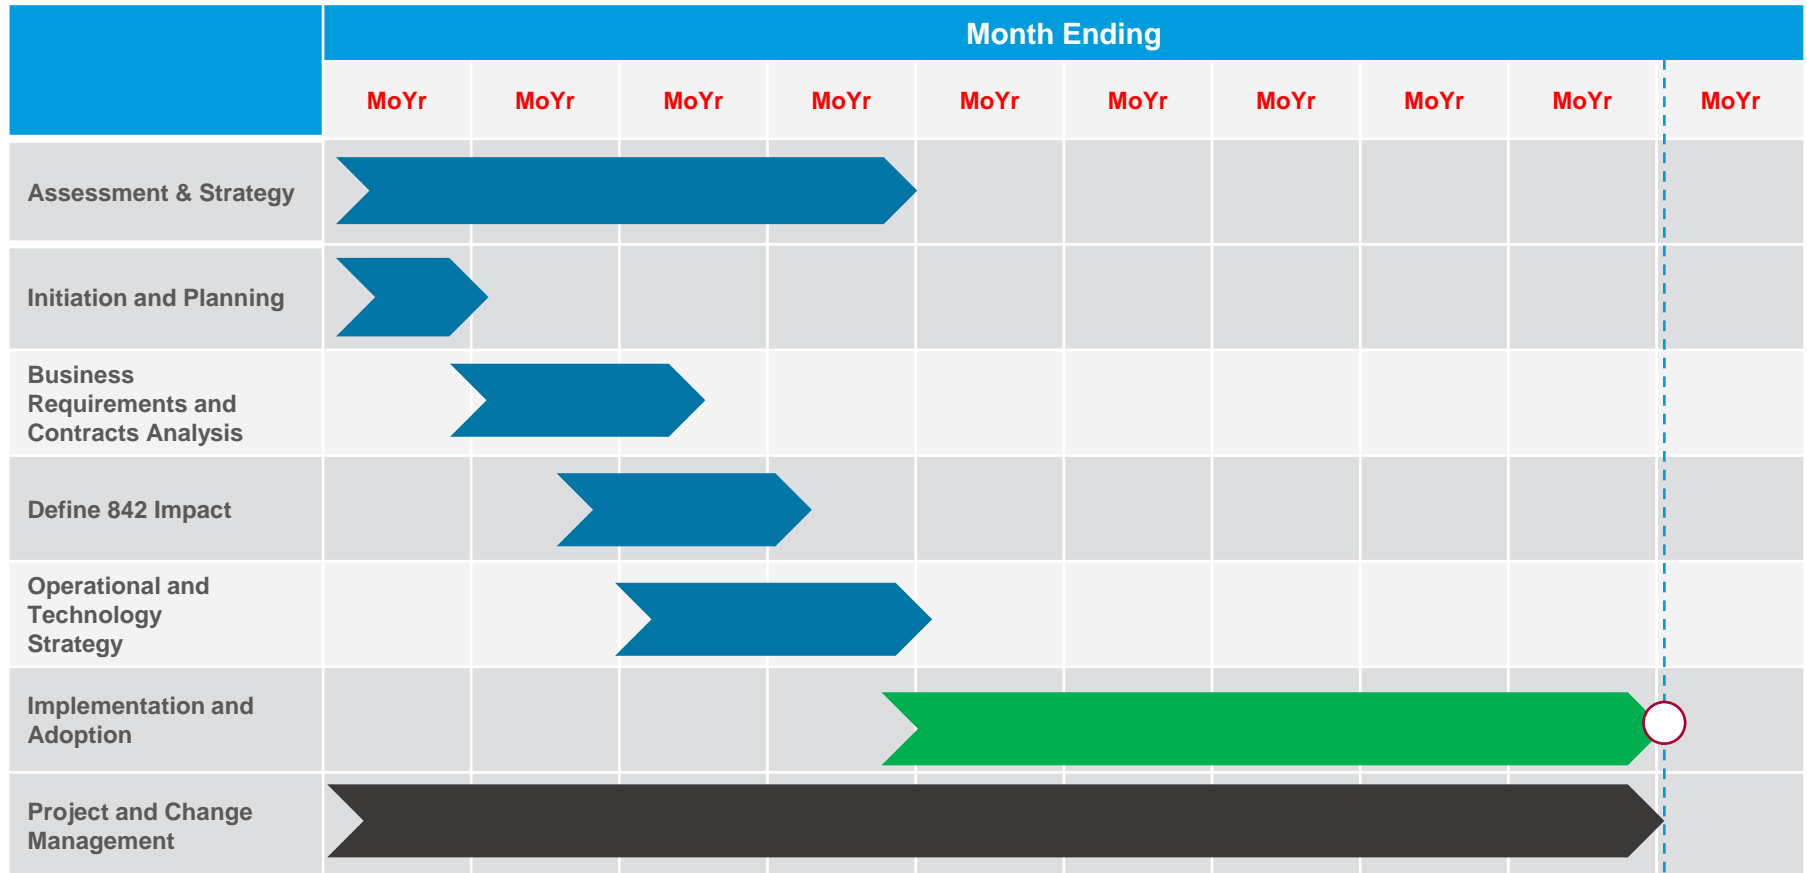 Month Ending
MoYr MoYr MoYr MoYr MoYr MoYr MoYr MoYr MoYr MoYr
Assessment & Strategy
Initiation and Planning
Business
Requirements and
Contracts Analysis
Define 842 Impact
Operational and
Technology
Strategy
Implementation and
Adoption
Project and Change
Management